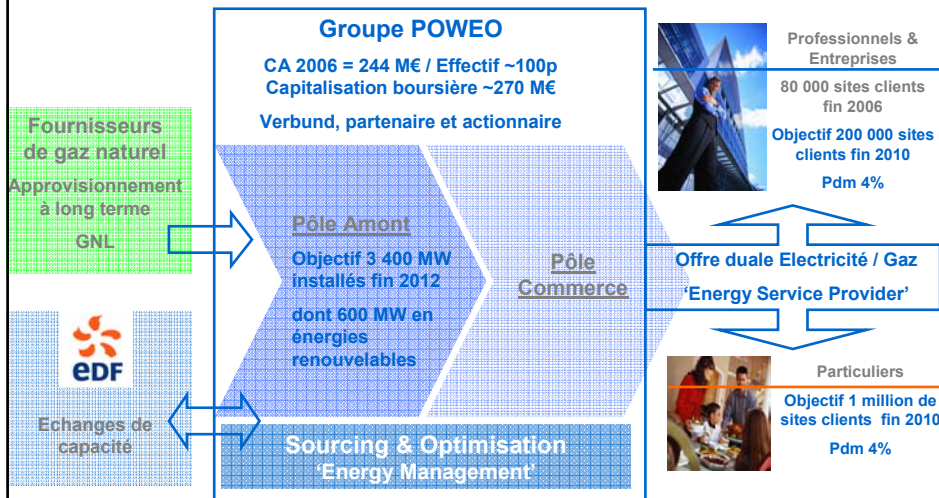 Groupe POWEO
CA 2006 = 244 M€ / Effectif ~100p
Capitalisation boursière ~270 M€
Verbund, partenaire et actionnaire
Fournisseurs
de gaz naturel
Approvisionnement
à long terme
GNL
eDF
Echanges de
capacité
Pôle Amont
Objectif 3 400 MW
installés fin 2012
dont 600 MW en
énergies
renouvelables
Pôle
Commerce
Sourcing & Optimisation
'Energy Management'
Professionnels &
Entreprises
80 000 sites clients
fin 2006
Objectif 200 000 sites
clients fin 2010
Pdm 4%
Offre duale Electricité / Gaz
'Energy Service Provider'
Particuliers
Objectif 1 million de
sites clients fin 2010
Pdm 4%